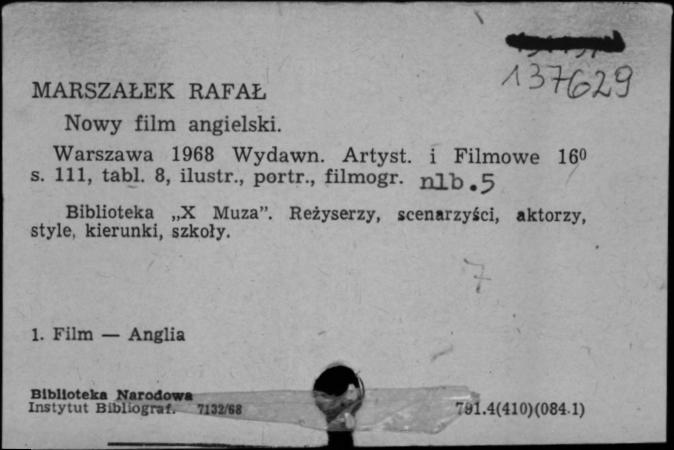 137629
MARSZAŁEK RAFAŁ
Nowy film angielski.
Warszawa 1968 Wydawn. Artyst. i Filmowe 16⁰
s. 111, tabl. 8, ilustr., portr., filmogr. nlb.5
Biblioteka „X Muza”. Reżyserzy, scenarzyści, aktorzy,
style, kierunki, szkoły.
7
1. Film — Anglia
Biblioteka Narodowa
Instytut Bibliograf. 7132/68 791.4(410)(084.1)